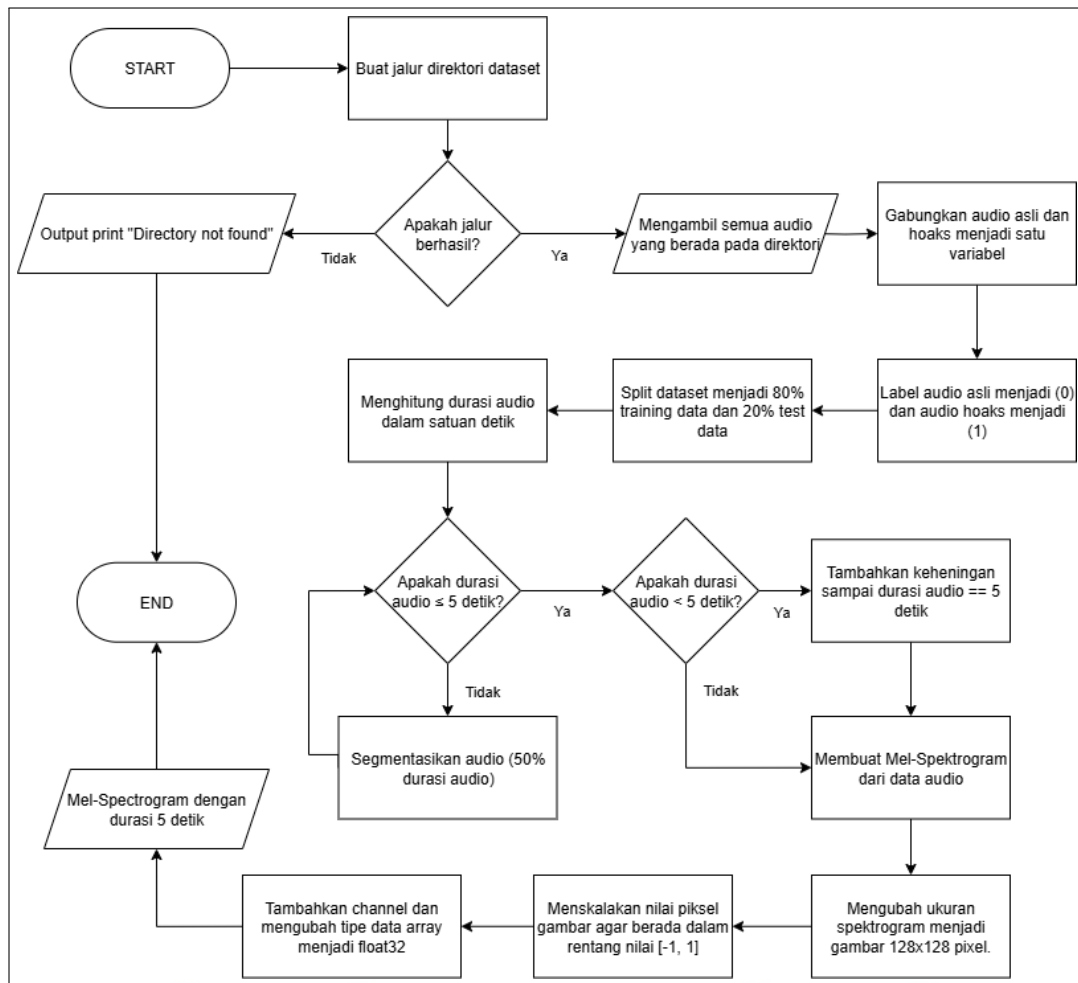 START
Buat jalur direktori dataset
Apakah jalur
berhasil?
Tidak
Ya
Output print "Directory not found"
Mengambil semua audio
yang berada pada direktori
Gabungkan audio asli dan
hoaks menjadi satu
variabel
Label audio asli menjadi (0)
dan audio hoaks menjadi
(1)
Split dataset menjadi 80%
training data dan 20% test
data
Menghitung durasi audio
dalam satuan detik
Apakah durasi
audio ≤ 5 detik?
Ya
Tidak
Segmentasikan audio (50%
durasi audio)
Apakah durasi
audio < 5 detik?
Ya
Tidak
Tambahkan keheningan
sampai durasi audio == 5
detik
Membuat Mel-Spektrogram
dari data audio
Mengubah ukuran
spektrogram menjadi
gambar 128x128 pixel.
Menskalakan nilai piksel
gambar agar berada dalam
rentang nilai [-1, 1]
Tambahkan channel dan
mengubah tipe data array
menjadi float32
Mel-Spectrogram dengan
durasi 5 detik
END